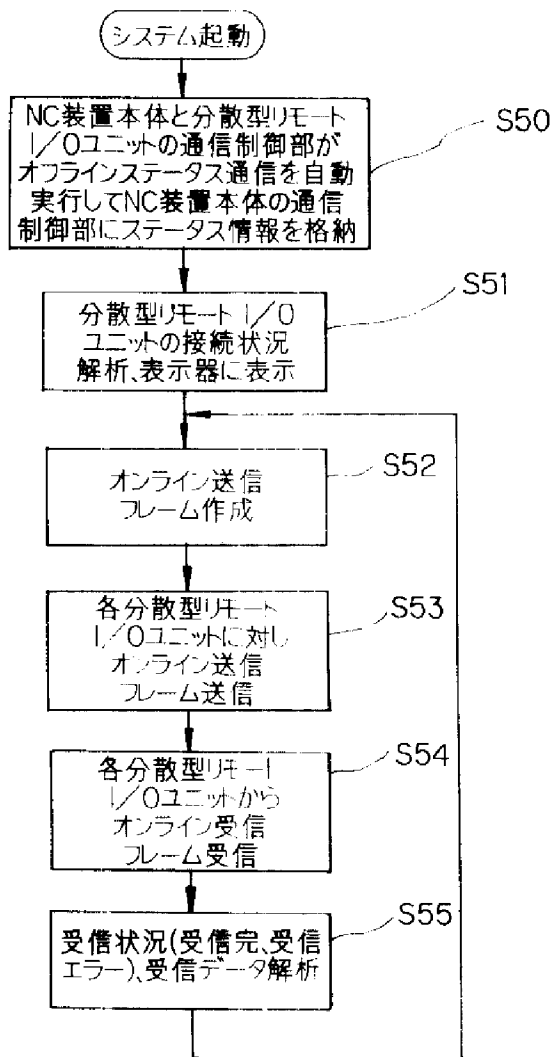 システム起動
NC装置本体と分散型リモート
I/Oユニットの通信制御部が
オフラインステータス通信を自動
実行してNC装置本体の通信
制御部にステータス情報を格納
S50
分散型リモート I/O
ユニットの接続状況
解析、表示器に表示
S51
オンライン送信
フレーム作成
S52
各分散型リモート
I/Oユニットに対し
オンライン送信
フレーム送信
S53
各分散型リモート
I/Oユニットから
オンライン受信
フレーム受信
S54
受信状況(受信完、受信
エラー)、受信データ解析
S55